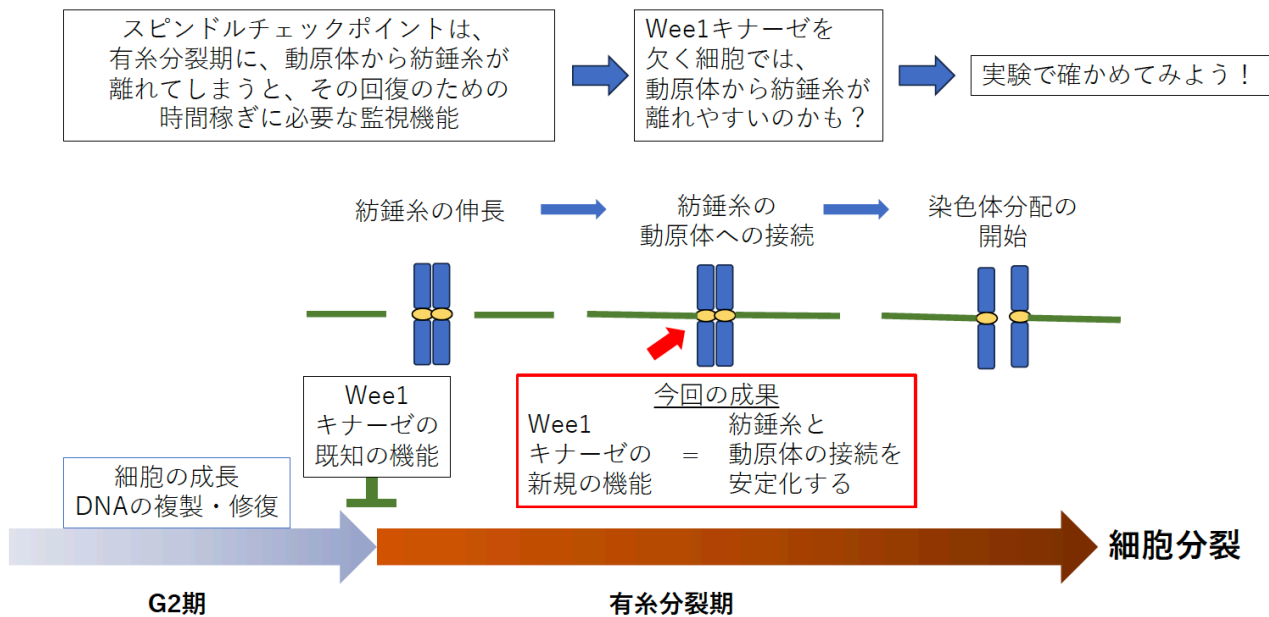 スピンドルチェックポイントは、
有糸分裂期に、動原体から紡錘糸が
離れてしまうと、その回復のための
時間稼ぎに必要な監視機能
Wee1キナーゼを
欠く細胞では、
動原体から紡錘糸が
離れやすいのかも？
実験で確かめてみよう！
紡錘糸の伸長
紡錘糸の
動原体への接続
染色体分配の
開始
Wee1
キナーゼの
既知の機能
今回の成果
Wee1
キナーゼの
新規の機能
=
紡錘糸と
動原体の接続を
安定化する
細胞の成長
DNAの複製・修復
細胞分裂
G2期
有糸分裂期